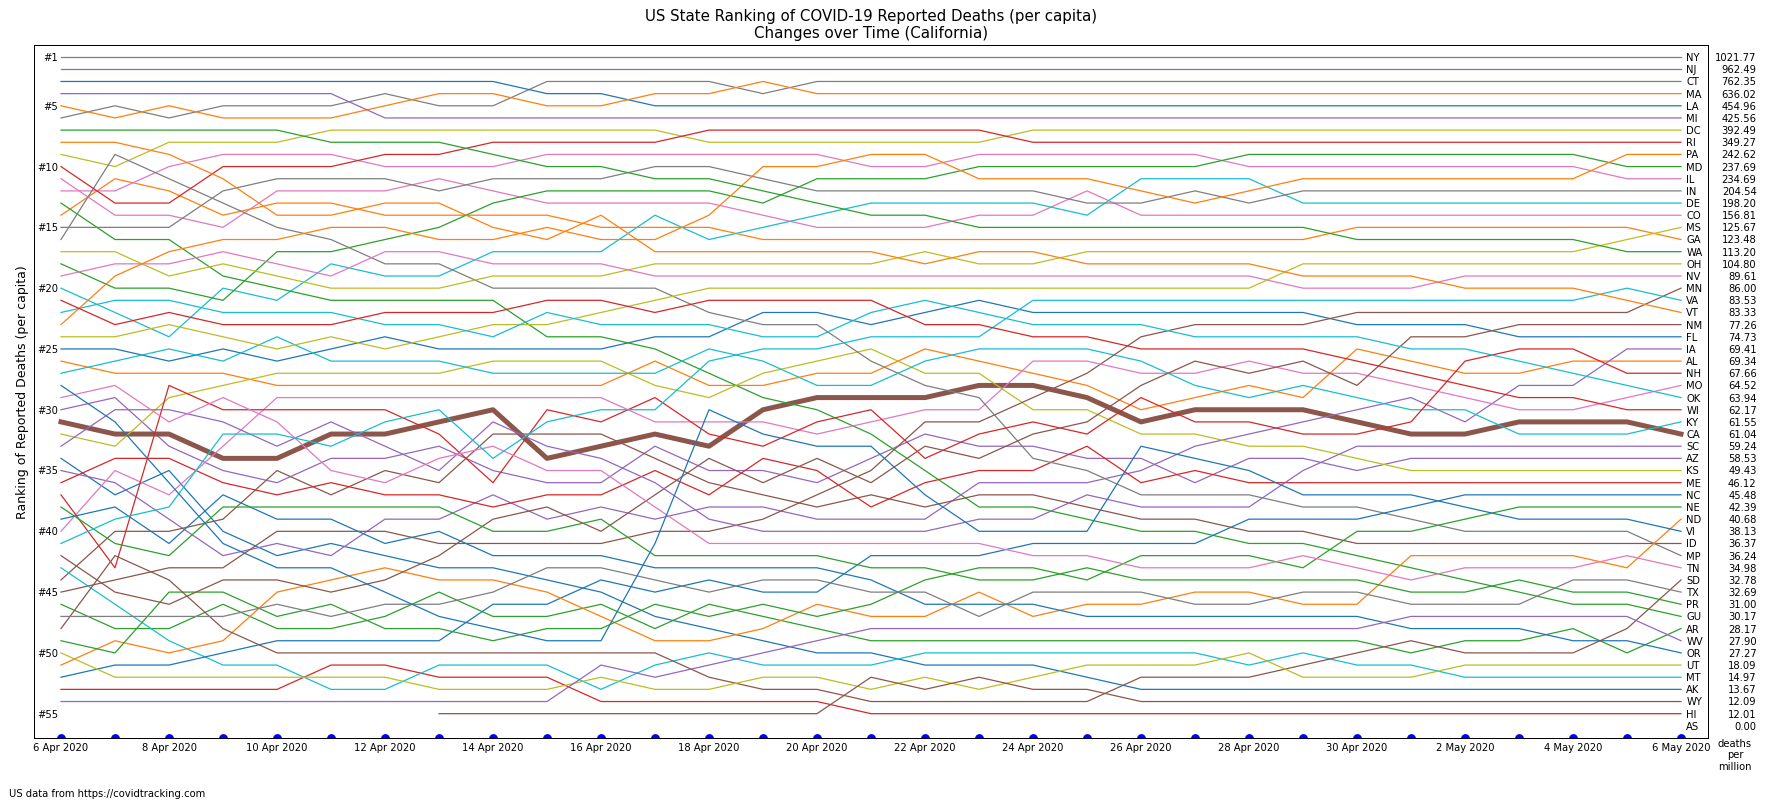 US State Ranking of COVID-19 Reported Deaths (per capita)
Changes over Time (California)
Ranking of Reported Deaths (per capita)
#1
#5
#10
#15
#20
#25
#30
#35
#40
#45
#50
#55
NY 1021.77
NJ 962.49
CT 762.35
MA 636.02
LA 454.96
MI 425.56
DC 392.49
RI 349.27
PA 242.62
MD 237.69
IL 234.69
IN 204.54
DE 198.20
CO 156.81
MS 125.67
GA 123.48
WA 113.20
OH 104.80
NV 89.61
MN 86.00
VA 83.53
VT 83.33
NM 77.26
FL 74.73
IA 69.41
AL 69.34
NH 67.66
MO 64.52
OK 63.94
WI 62.17
KY 61.55
CA 61.04
SC 59.24
AZ 58.53
KS 49.43
ME 46.12
NC 45.48
NE 42.39
ND 40.68
VI 38.13
ID 36.37
MP 36.24
TN 34.98
SD 32.78
TX 32.69
PR 31.00
GU 30.17
AR 28.17
WV 27.90
OR 27.27
UT 18.09
MT 14.97
AK 13.67
WY 12.09
HI 12.01
AS 0.00
6 Apr 2020 8 Apr 2020 10 Apr 2020 12 Apr 2020 14 Apr 2020 16 Apr 2020 18 Apr 2020 20 Apr 2020 22 Apr 2020 24 Apr 2020 26 Apr 2020 28 Apr 2020 30 Apr 2020 2 May 2020 4 May 2020 6 May 2020
deaths
per
million
US data from https://covidtracking.com